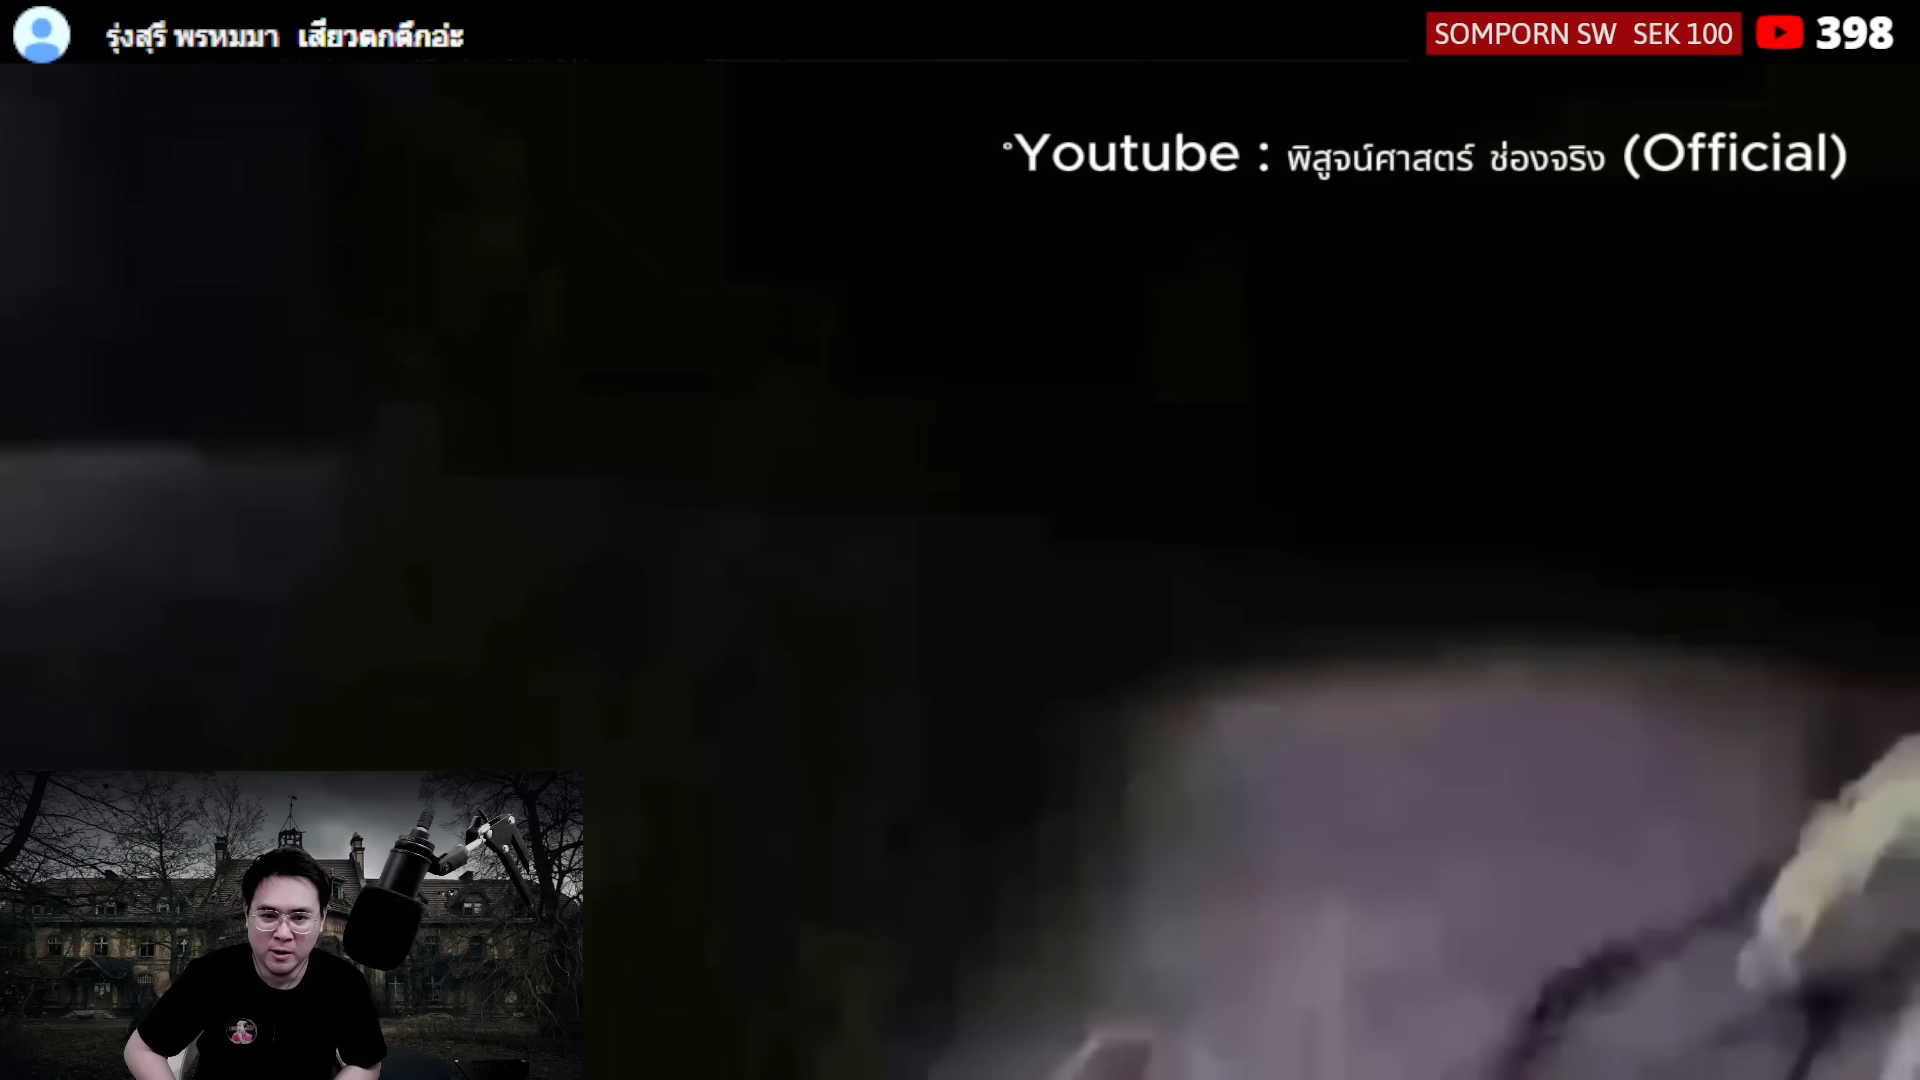 รุ่งสุรี พรหมมา เสียวตกตึกอ่ะ
SOMPORN SW SEK 100
398
Youtube : พิสูจน์ศาสตร์ ช่องจริง (Official)